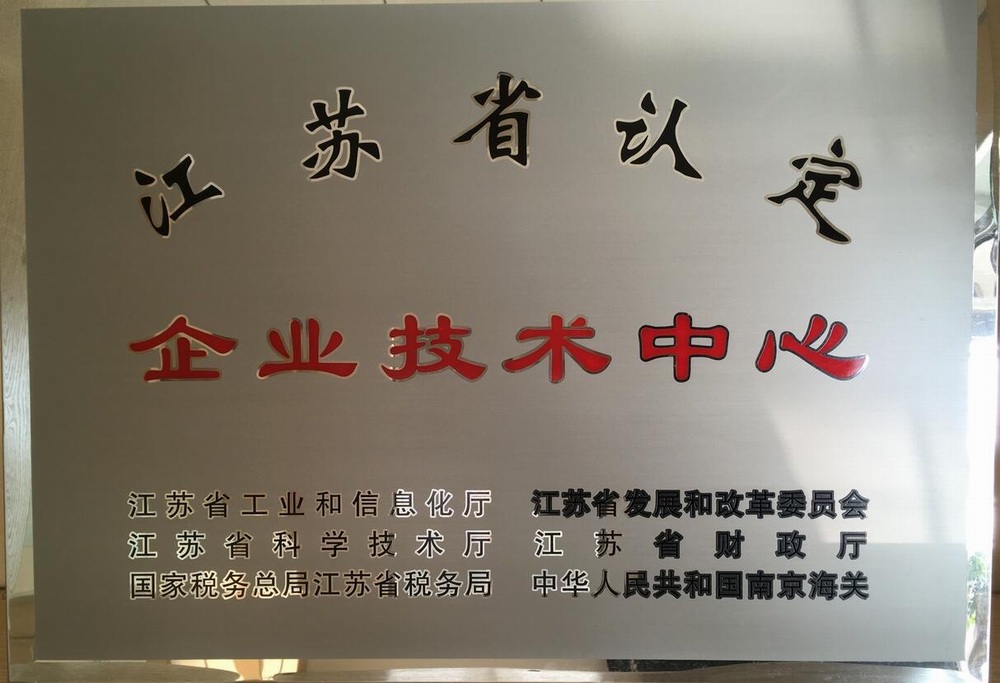 江苏省认定
企业技术中心
江苏省工业和信息化厅 江苏省发展和改革委员会
江苏省科学技术厅 江苏省财政厅
国家税务总局江苏省税务局 中华人民共和国南京海关